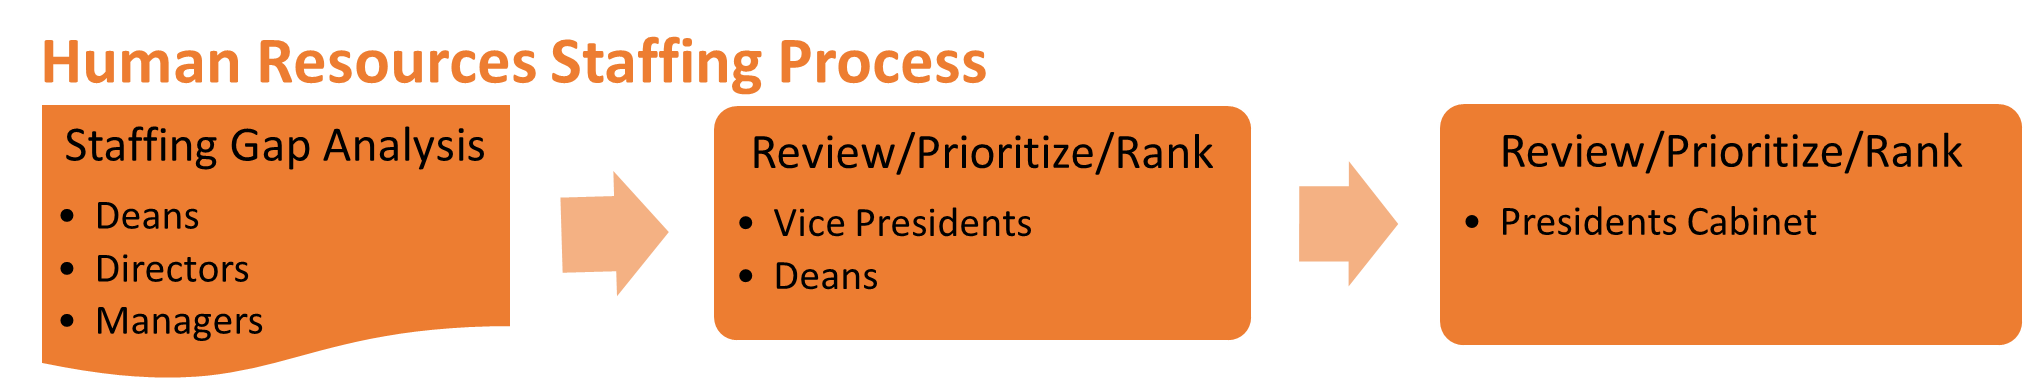 Human Resources Staffing Process
Staffing Gap Analysis
• Deans
• Directors
• Managers
Review/Prioritize/Rank
• Vice Presidents
• Deans
Review/Prioritize/Rank
• Presidents Cabinet